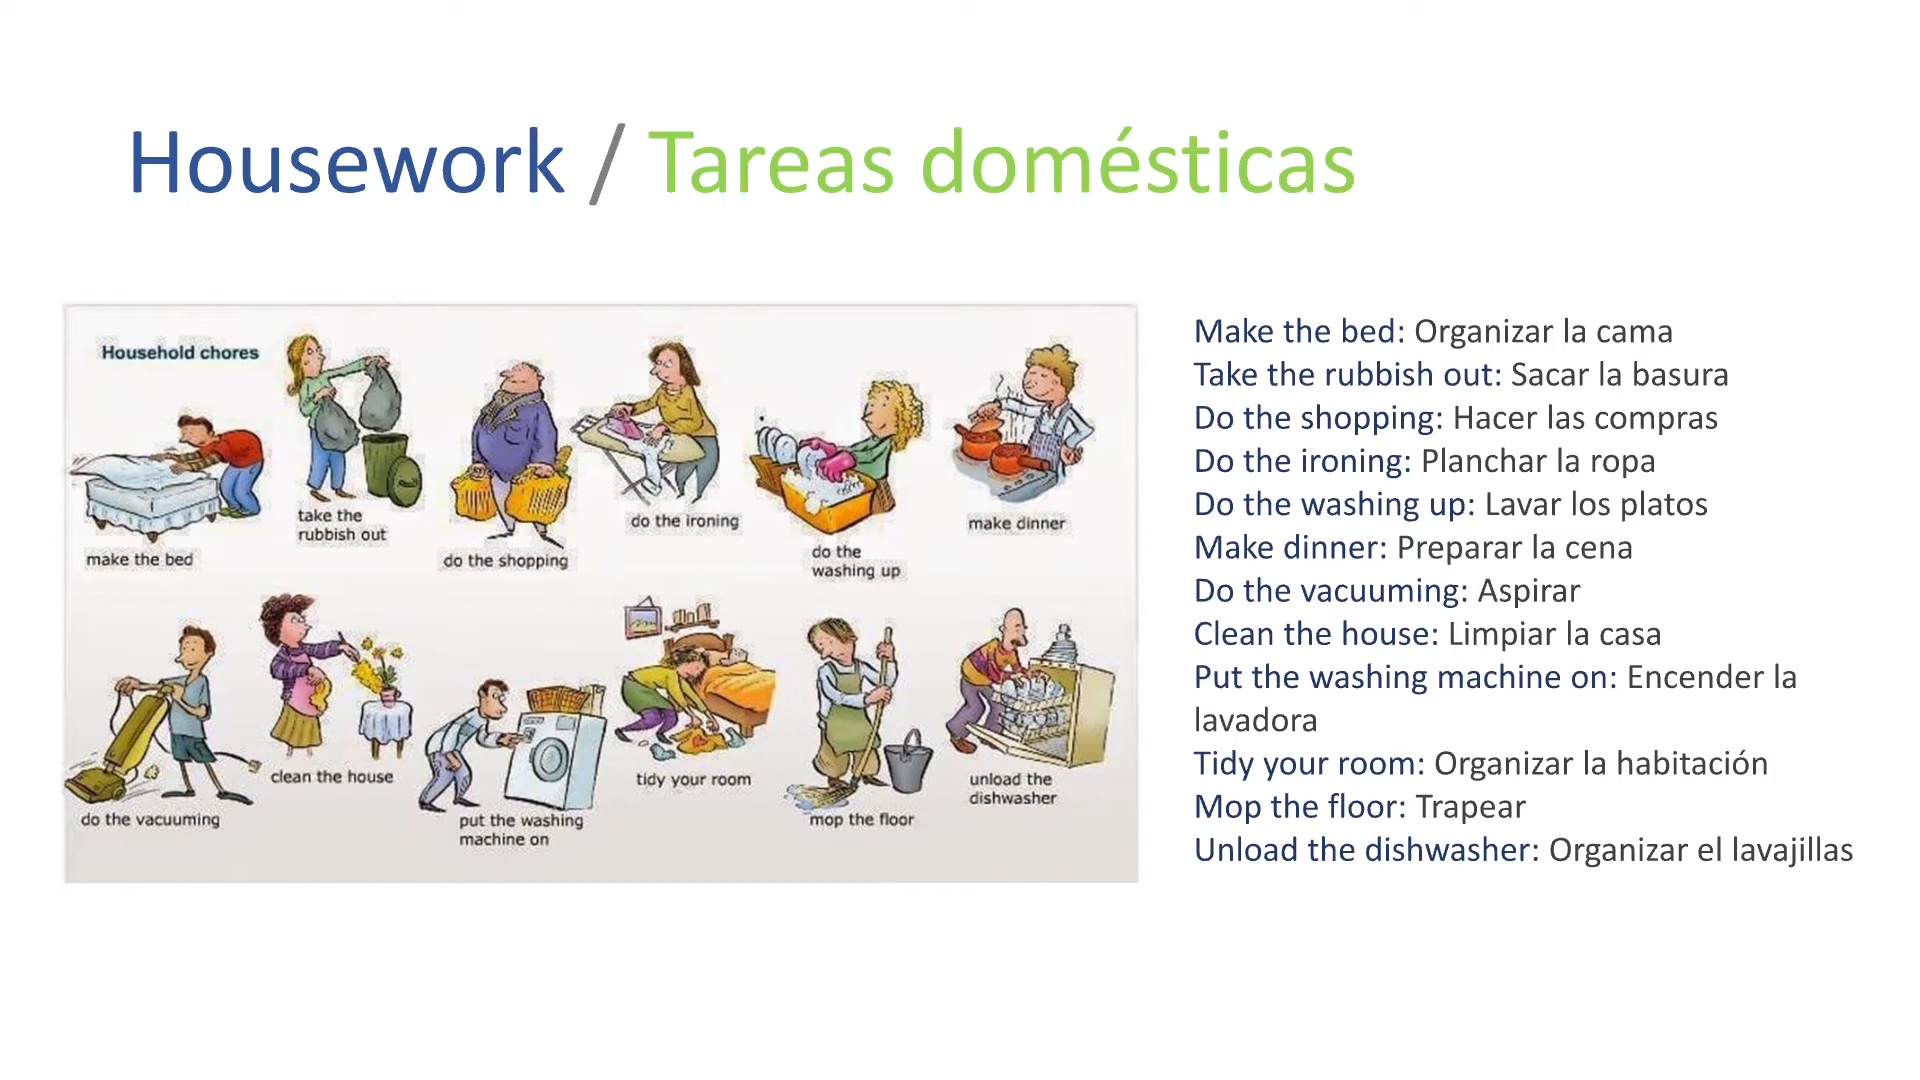 Housework / Tareas domésticas
Household chores
make the bed
take the
rubbish out
do the shopping
do the ironing
do the
washing up
make dinner
do the vacuuming
clean the house
put the washing
machine on
tidy your room
mop the floor
unload the
dishwasher
Make the bed: Organizar la cama
Take the rubbish out: Sacar la basura
Do the shopping: Hacer las compras
Do the ironing: Planchar la ropa
Do the washing up: Lavar los platos
Make dinner: Preparar la cena
Do the vacuuming: Aspirar
Clean the house: Limpiar la casa
Put the washing machine on: Encender la
lavadora
Tidy your room: Organizar la habitación
Mop the floor: Trapear
Unload the dishwasher: Organizar el lavajillas